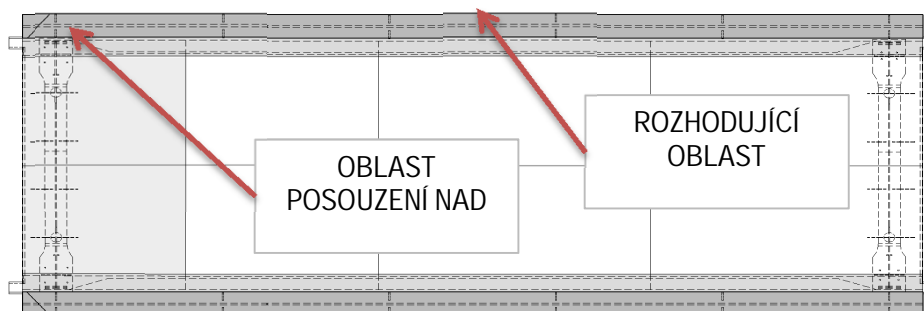 OBLAST
POSOUZENÍ NAD
ROZHODUJÍCÍ
OBLAST